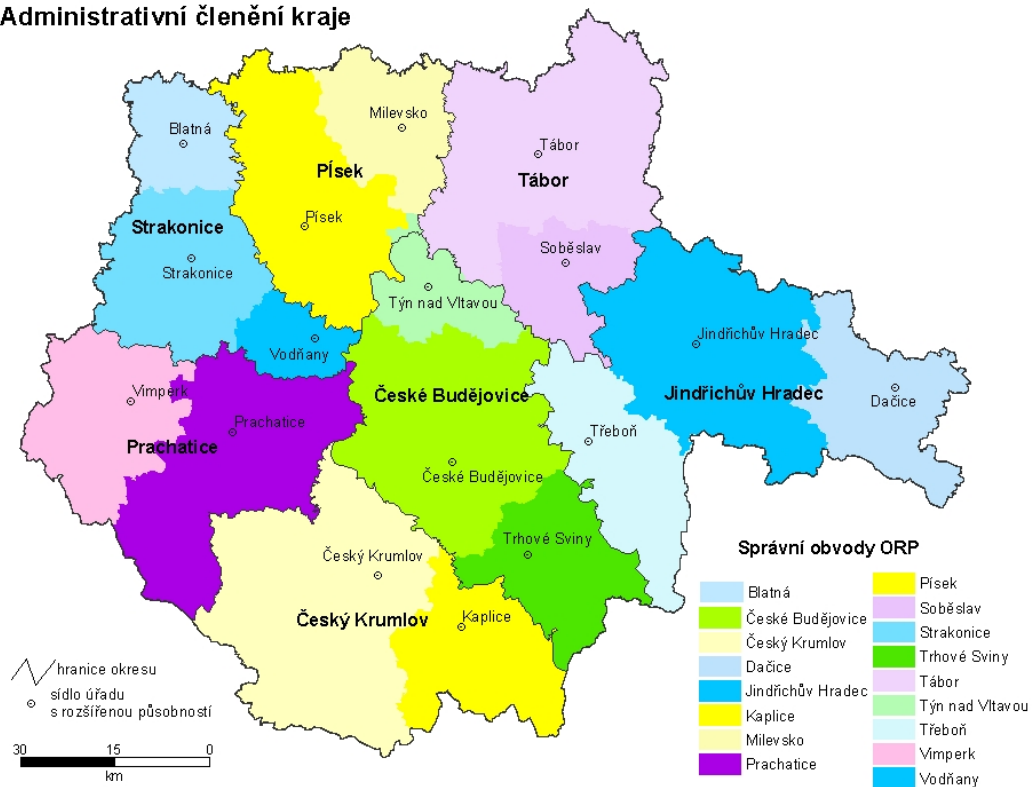 Administrativní členění kraje
Milevsko
Blatná
Tábor
Písek
Tábor
Písek
Strakonice
Soběslav
Strakonice
Týn nad Vltavou
Jindřichův Hradec
Vodňany
Vimperk
České Budějovice
Jindřichův Hradec
Dačice
Prachatice
Třeboň
Prachatice
České Budějovice
Trhové Sviny
Český Krumlov
Kaplice
Český Krumlov
hranice okresu
sídlo úřadu
s rozšířenou působností
30 15 0
km
Správní obvody ORP
Blatná
České Budějovice
Český Krumlov
Dačice
Jindřichův Hradec
Kaplice
Milevsko
Prachatice
Písek
Soběslav
Strakonice
Trhové Sviny
Tábor
Týn nad Vltavou
Třeboň
Vimperk
Vodňany